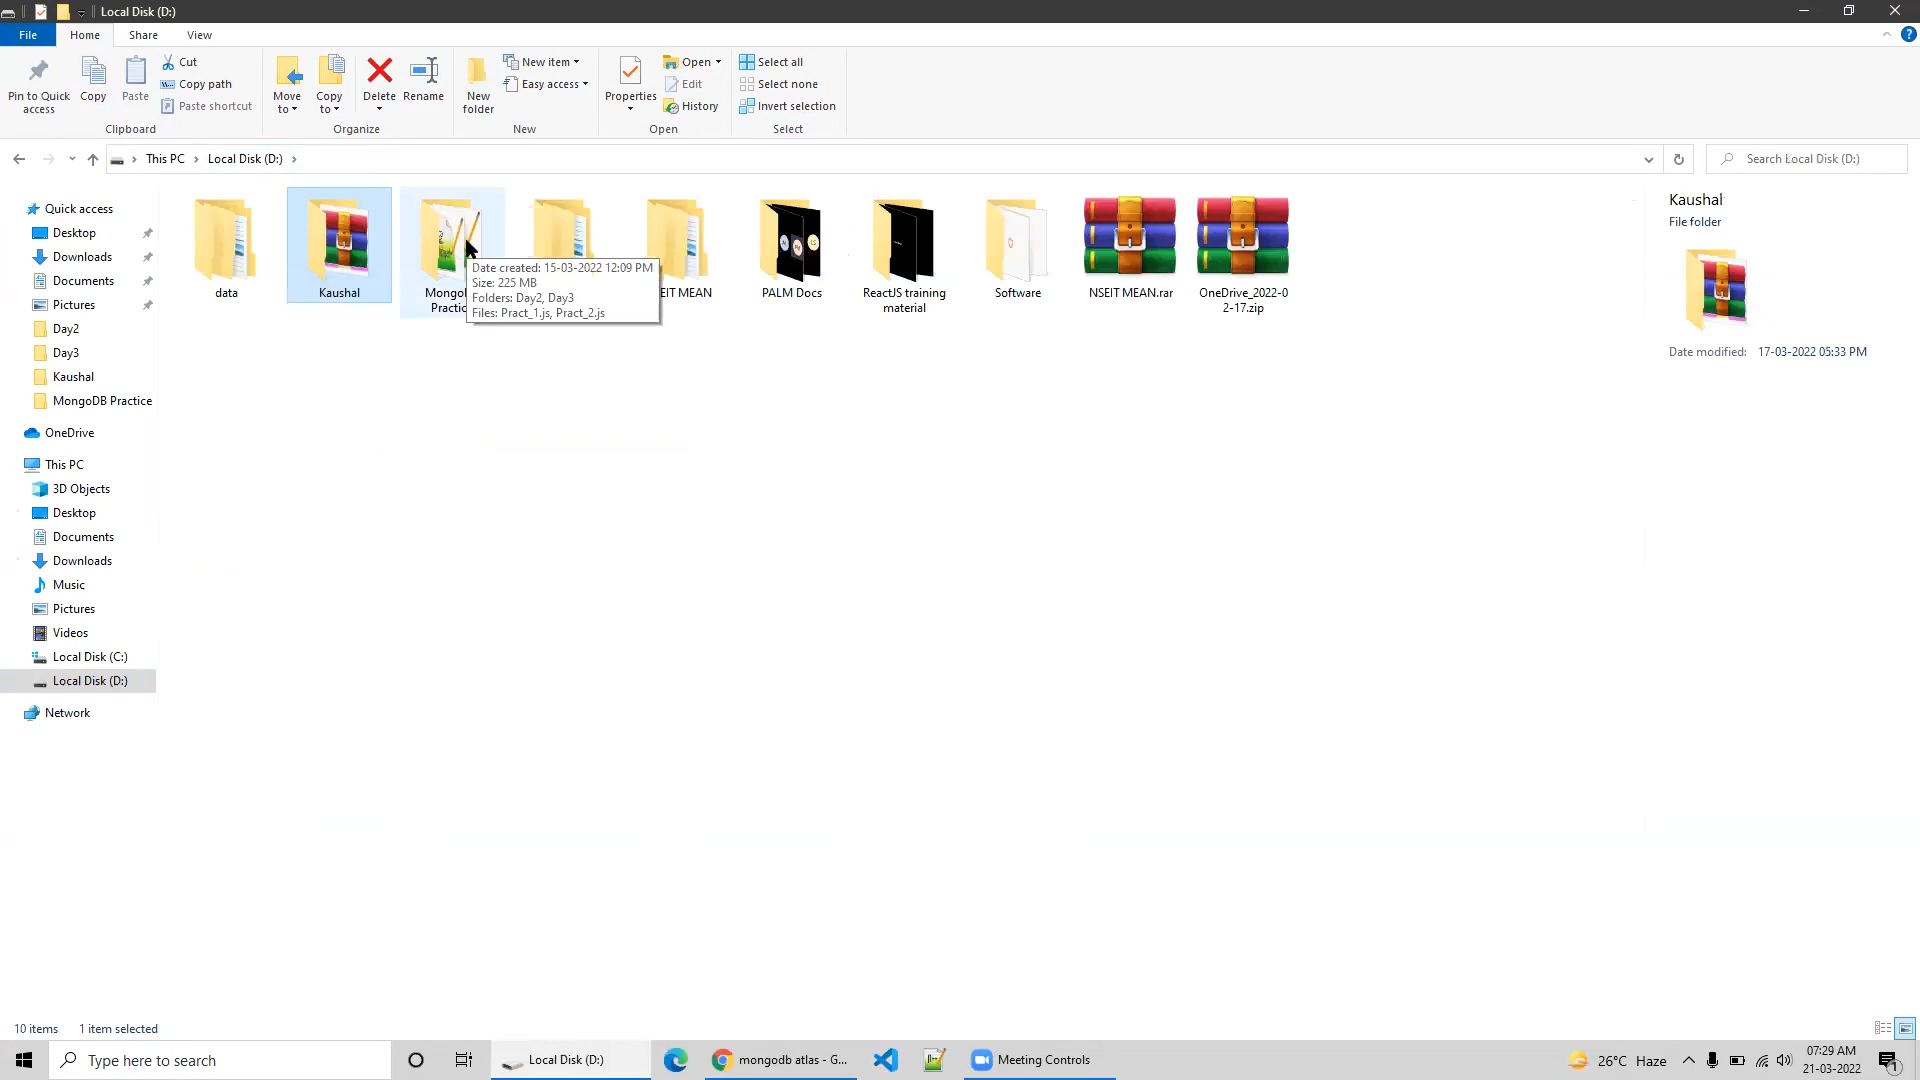 Local Disk (D:)
File
Home
Share
View
Pin to Quick access
Copy
Paste
Cut
Copy path
Paste shortcut
Clipboard
Move to
Copy to
Delete
Rename
Organize
New folder
New item
Easy access
New
Properties
Open
Edit
History
Open
Select all
Select none
Invert selection
Select
This PC
Local Disk (D:)
Search Local Disk (D:)
Quick access
Desktop
Downloads
Documents
Pictures
Day2
Day3
Kaushal
MongoDB Practice
OneDrive
This PC
3D Objects
Desktop
Documents
Downloads
Music
Pictures
Videos
Local Disk (C:)
Local Disk (D:)
Network
data
Kaushal
Date created: 15-03-2022 12:09 PM
Size: 225 MB
Folders: Day2, Day3
Files: Pract_1.js, Pract_2.js
MEAN
PALM Docs
ReactJS training
material
Software
NSEIT MEAN.rar
OneDrive_2022-0
2-17.zip
Kaushal
File folder
Date modified: 17-03-2022 05:33 PM
10 items
1 item selected
Type here to search
Local Disk (D:)
mongodb atlas - G...
Meeting Controls
26°C Haze
07:29 AM
21-03-2022
1